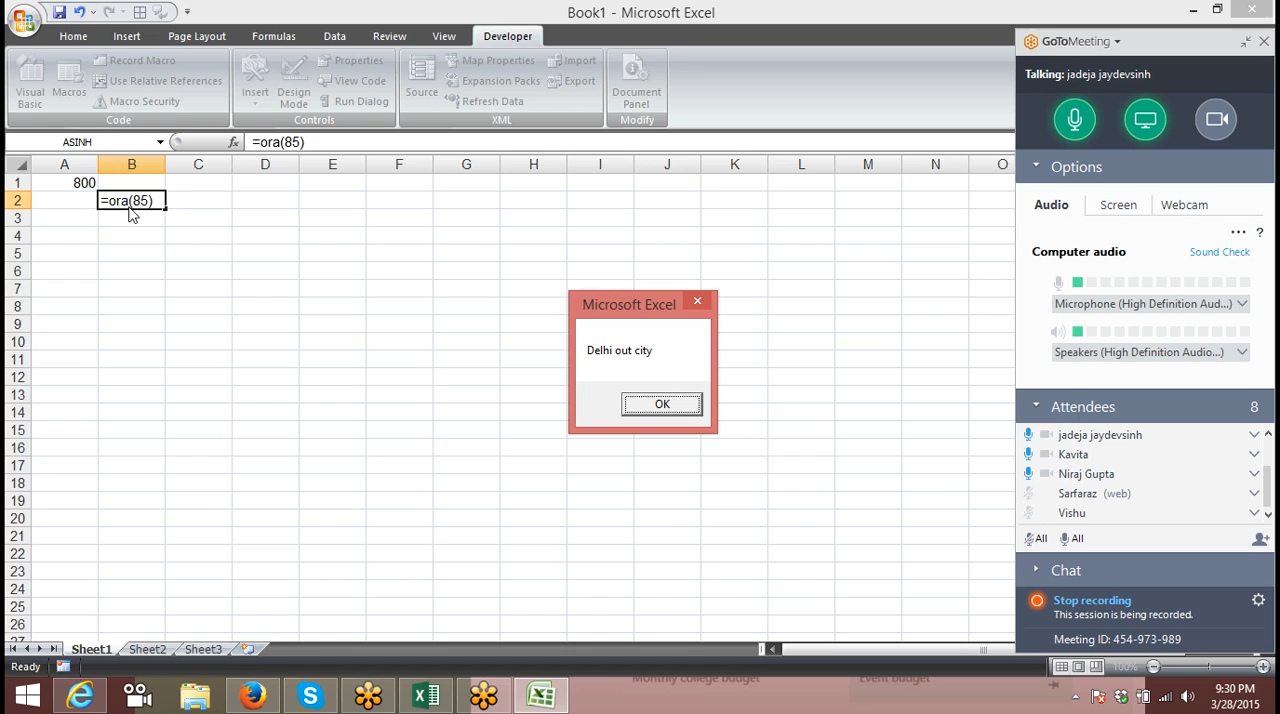 Book1 - Microsoft Excel
Home Insert Page Layout Formulas Data Review View Developer
Visual Basic
Macros
Record Macro
Use Relative References
Macro Security
Code
Insert
Design Mode
Properties
View Code
Run Dialog
Controls
Source
Map Properties
Expansion Packs
Refresh Data
Import
Export
XML
Document Panel
Modify
ASINH
fx =ora(85)
A B C D E F G H I J K L M N O
1 800
2 =ora(85)
3
4
5
6
7
8
9
10
11
12
13
14
15
16
17
18
19
20
21
22
23
24
25
26
27
Microsoft Excel
Delhi out city
OK
Sheet1 Sheet2 Sheet3
Ready
100%
GoToMeeting
Talking: jadeja jaydevsinh
Options
Audio Screen Webcam
... ?
Computer audio Sound Check
Microphone (High Definition Aud...)
Speakers (High Definition Audio...)
Attendees 8
jadeja jaydevsinh
Kavita
Niraj Gupta
Sarfaraz (web)
Vishu
All All
Chat
Stop recording
This session is being recorded.
Meeting ID: 454-973-989
Monthly college budget
Event budget
9:30 PM
3/28/2015